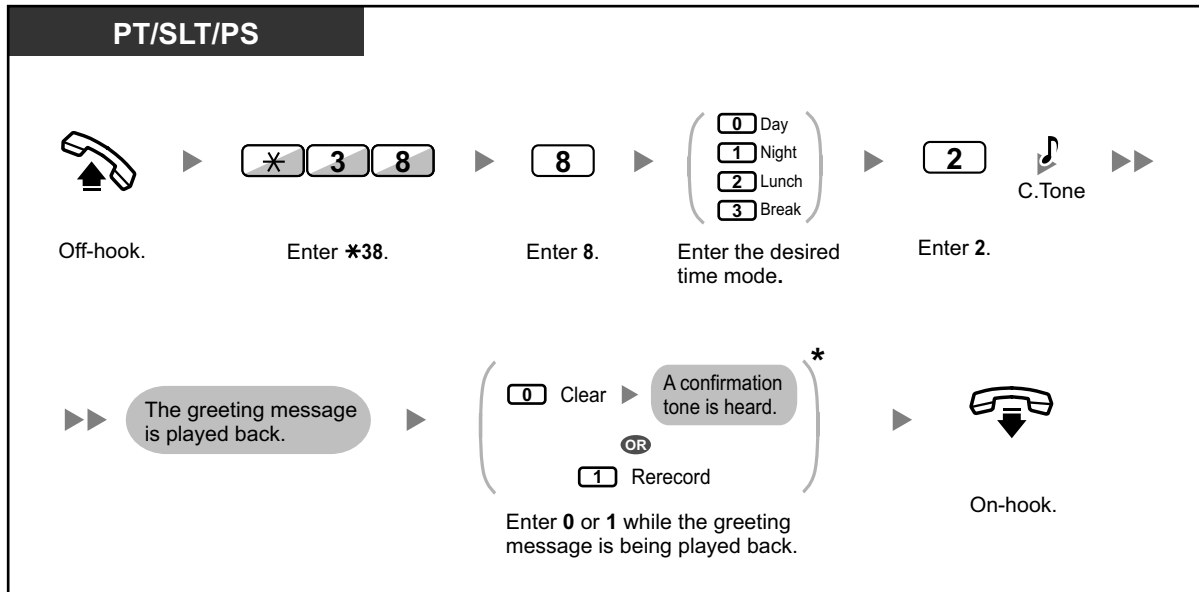 PT/SLT/PS
0 Day
1 Night
2 Lunch
3 Break
✳ 3 8
8
2
C.Tone
Off-hook.
Enter ✳38.
Enter 8.
Enter the desired
time mode.
Enter 2.
The greeting message
is played back.
0 Clear
A confirmation
tone is heard.
*
OR
1 Rerecord
Enter 0 or 1 while the greeting
message is being played back.
On-hook.